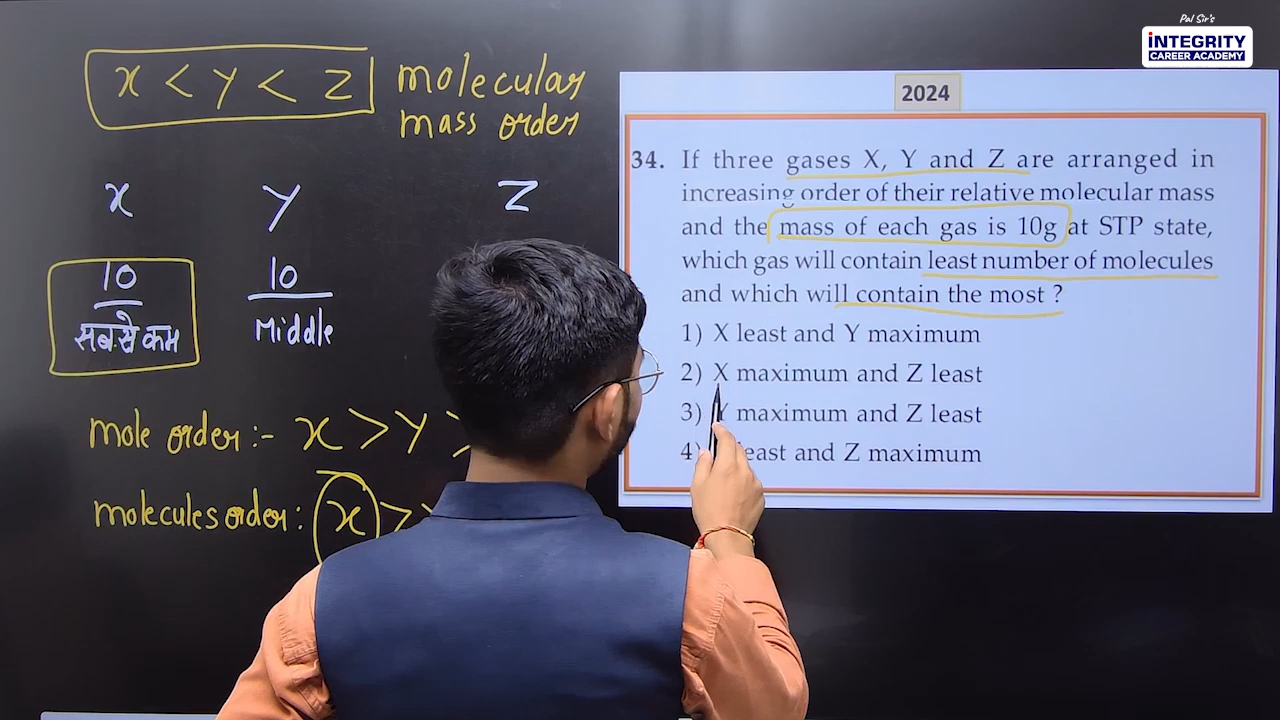 Pal Sir's
INTEGRITY
CAREER ACADEMY
x < y < z molecular
mass order
x y z
10 10
सबसे कम Middle
mole order :- x > y >
molecules order : x >
2024
34. If three gases X, Y and Z are arranged in
increasing order of their relative molecular mass
and the mass of each gas is 10g at STP state,
which gas will contain least number of molecules
and which will contain the most ?
1) X least and Y maximum
2) X maximum and Z least
3) Y maximum and Z least
4) least and Z maximum